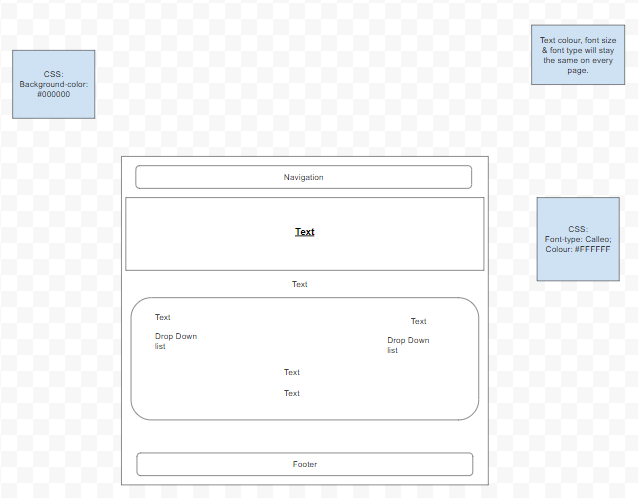 Text colour, font size
& font type will stay
the same on every
page.
CSS:
Background-color:
#000000
Navigation
Text
CSS:
Font-type: Calleo;
Colour: #FFFFFF
Text
Text
Drop Down
list
Text
Drop Down
list
Text
Text
Footer